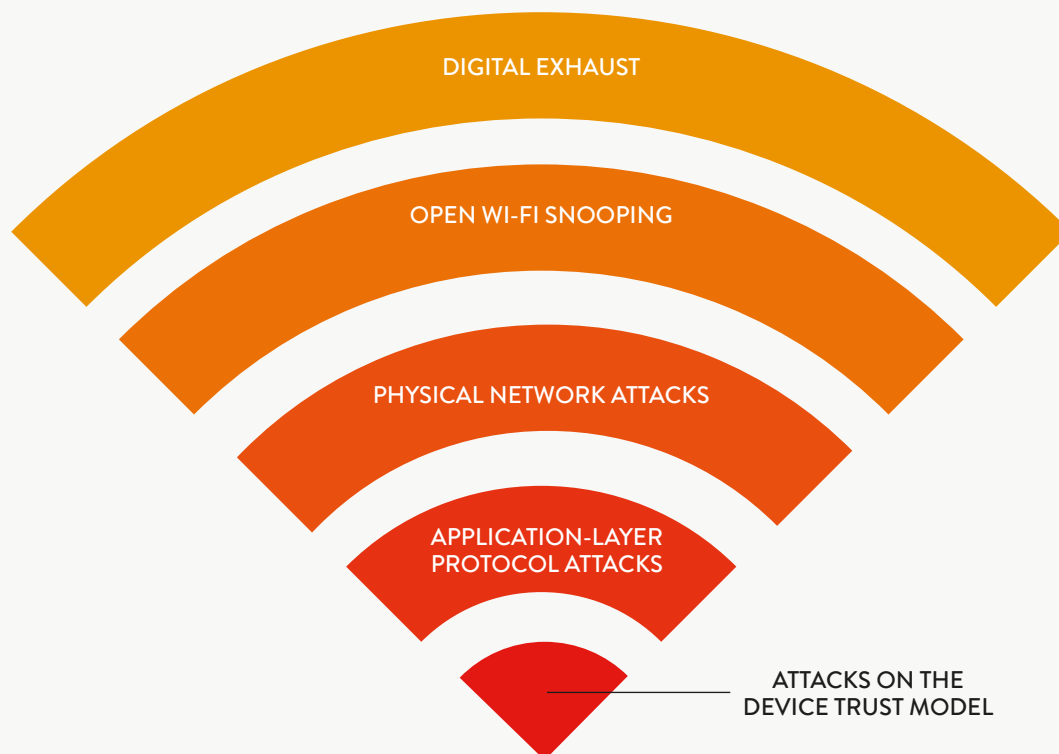 DIGITAL EXHAUST
OPEN WI-FI SNOOPING
PHYSICAL NETWORK ATTACKS
APPLICATION-LAYER
PROTOCOL ATTACKS
ATTACKS ON THE
DEVICE TRUST MODEL